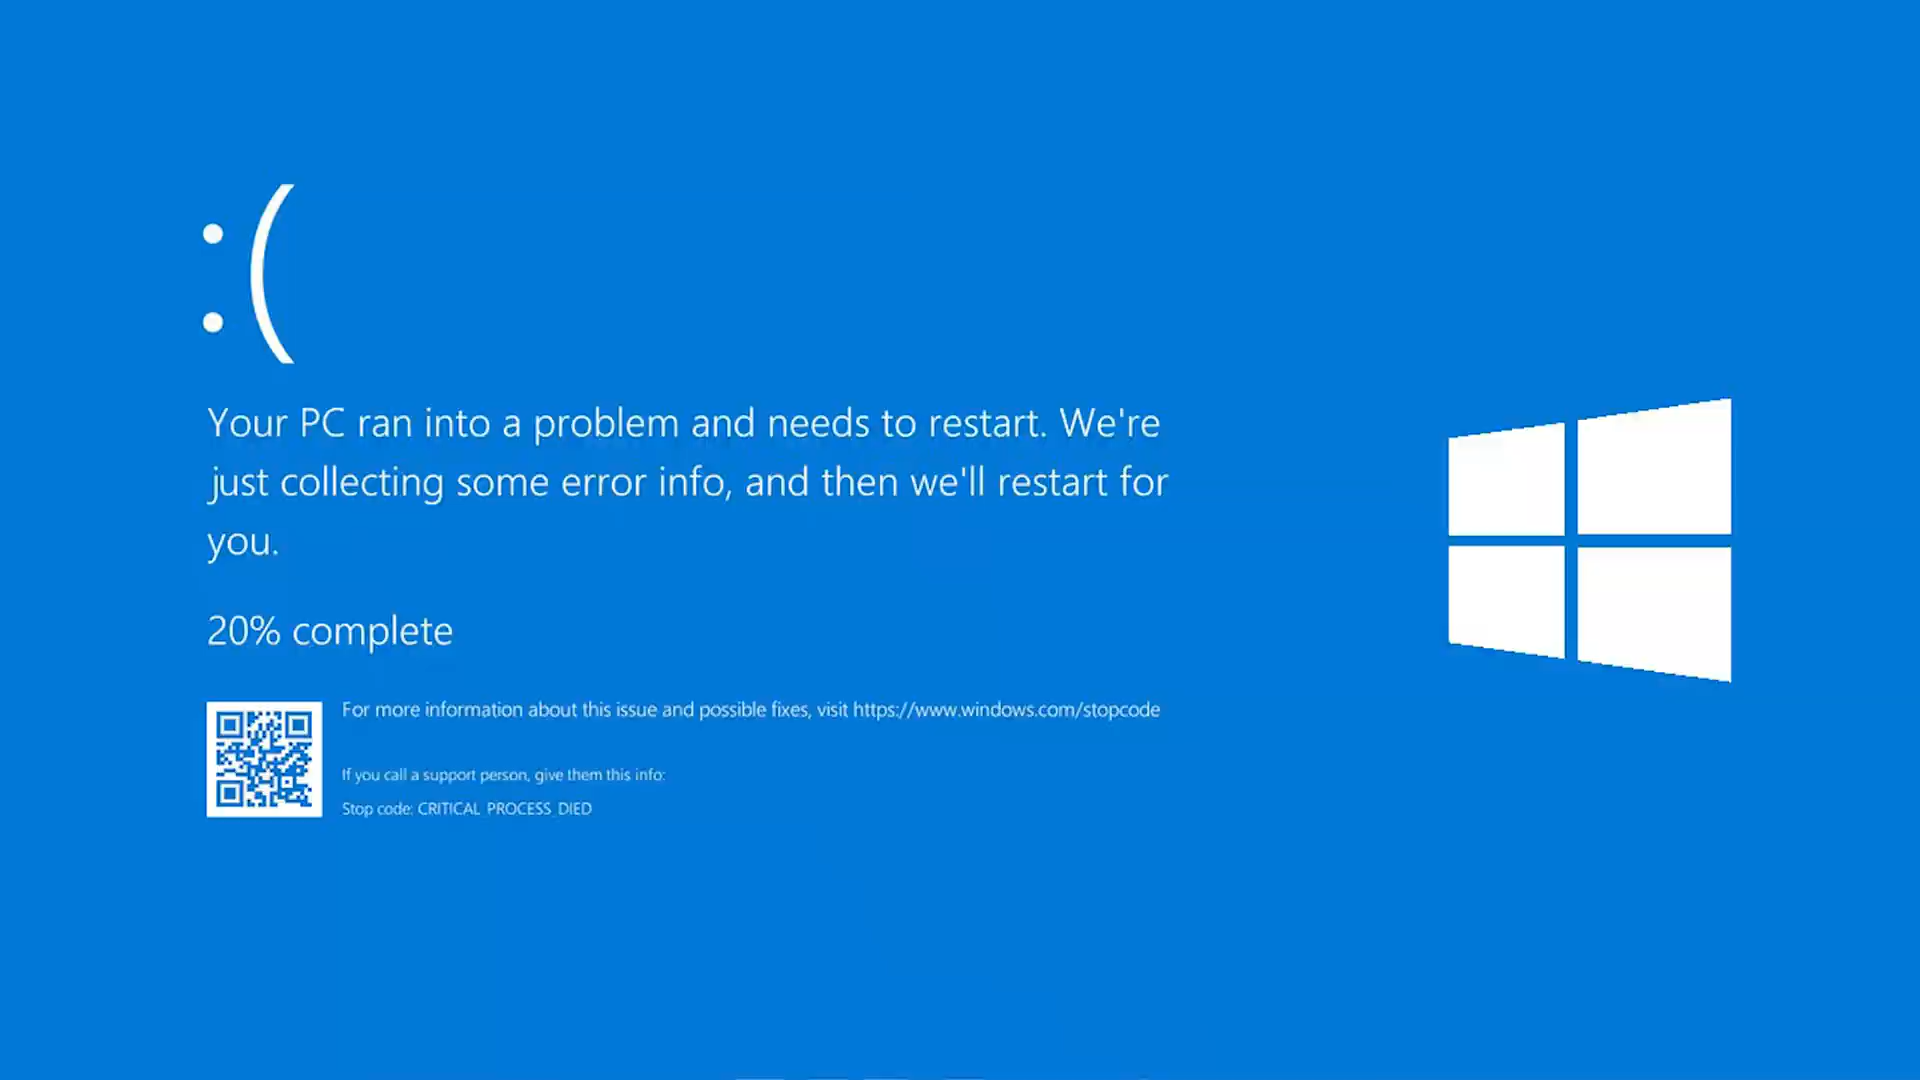 :(
Your PC ran into a problem and needs to restart. We're
just collecting some error info, and then we'll restart for
you.
20% complete
For more information about this issue and possible fixes, visit https://www.windows.com/stopcode
If you call a support person, give them this info:
Stop code: CRITICAL_PROCESS_DIED